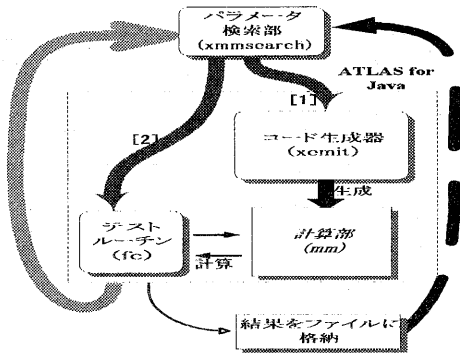 パラメータ
検索部
(xmmsearch)
ATLAS for
Java
[1]
[2]
コード生成器
(xemit)
生成
テスト
ルーチン
(fc)
計算
計算部
(mm)
結果をファイルに
格納